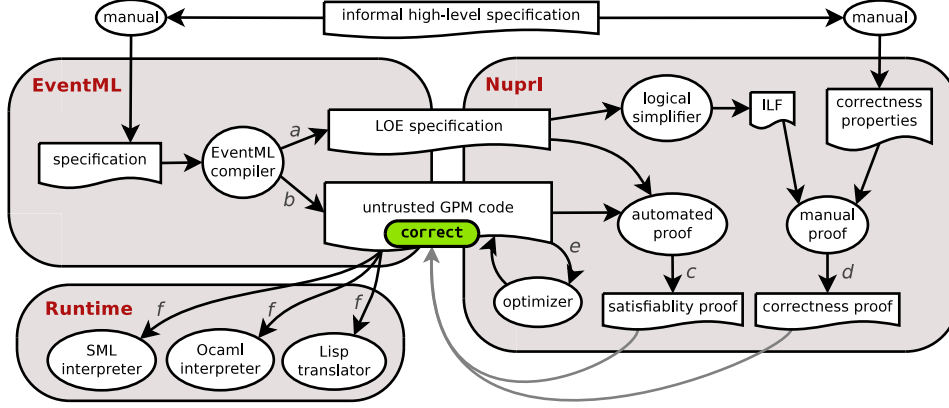 manual
informal high-level specification
manual
EventML
Nuprl
a
LOE specification
logical
simplifier
ILF
correctness
properties
specification
EventML
compiler
b
untrusted GPM code
correct
automated
proof
manual
proof
e
c
d
optimizer
satisfiablity proof
correctness proof
Runtime
f
f
f
SML
interpreter
Ocaml
interpreter
Lisp
translator